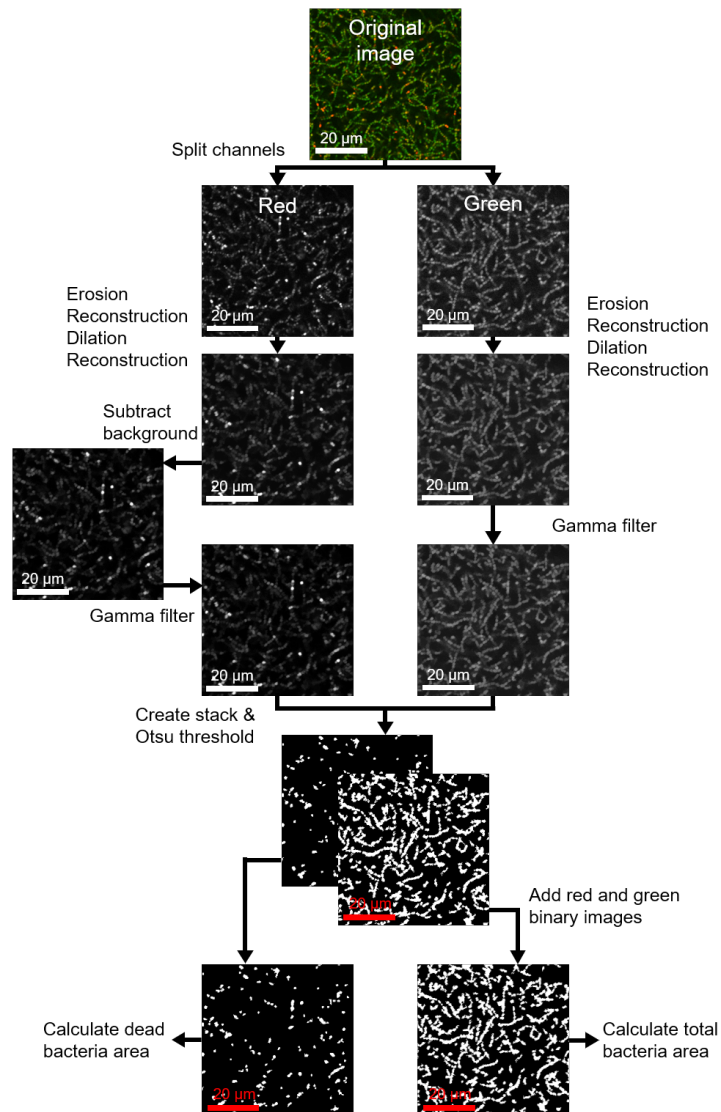 Original
image
20 µm
Split channels
Red
20 µm
Green
20 µm
Erosion
Reconstruction
Dilation
Reconstruction
Erosion
Reconstruction
Dilation
Reconstruction
20 µm
20 µm
Subtract
background
20 µm
Gamma filter
Gamma filter
20 µm
20 µm
Create stack &
Otsu threshold
20 µm
Add red and green
binary images
Calculate dead
bacteria area
20 µm
20 µm
Calculate total
bacteria area